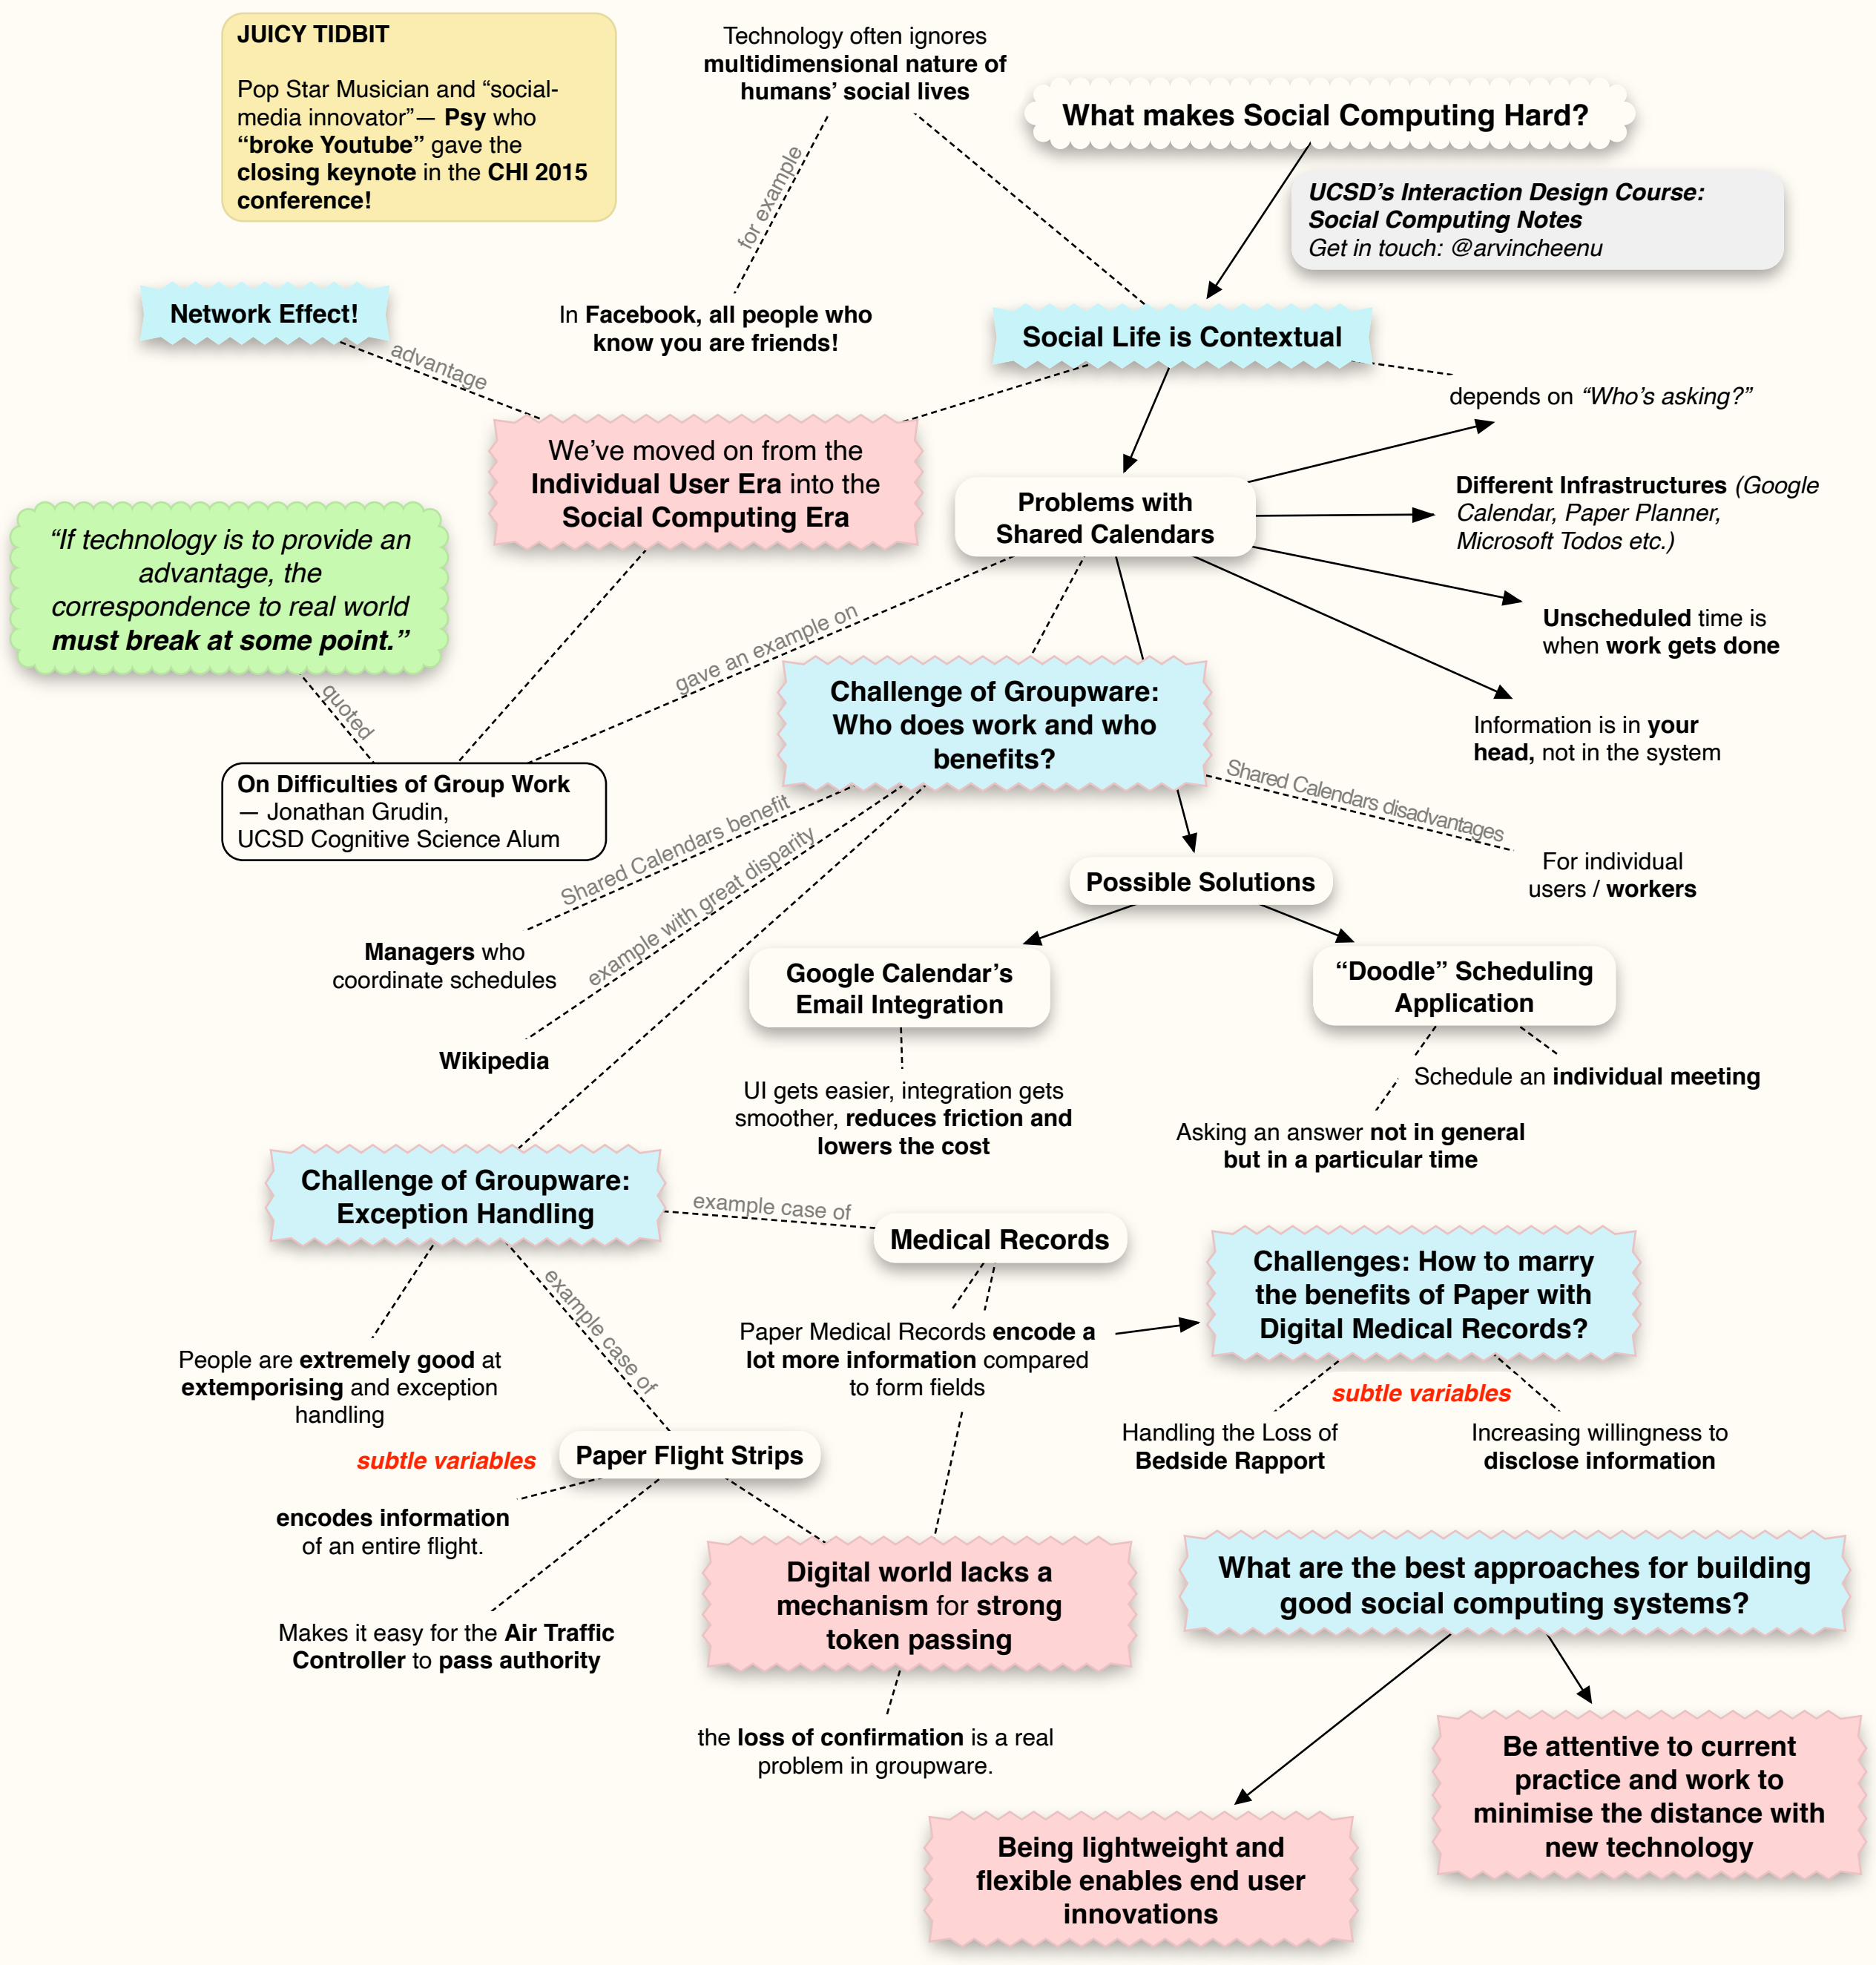 JUICY TIDBIT
Pop Star Musician and “social-
media innovator”— Psy who
“broke Youtube” gave the
closing keynote in the CHI 2015
conference!
Technology often ignores
multidimensional nature of
humans’ social lives
What makes Social Computing Hard?
UCSD’s Interaction Design Course:
Social Computing Notes
Get in touch: @arvincheenu
for example
Network Effect!
advantage
In Facebook, all people who
know you are friends!
Social Life is Contextual
depends on “Who’s asking?”
We’ve moved on from the
Individual User Era into the
Social Computing Era
Problems with
Shared Calendars
Different Infrastructures (Google
Calendar, Paper Planner,
Microsoft Todos etc.)
“If technology is to provide an
advantage, the
correspondence to real world
must break at some point.”
quoted
gave an example on
Unscheduled time is
when work gets done
Challenge of Groupware:
Who does work and who
benefits?
Information is in your
head, not in the system
On Difficulties of Group Work
— Jonathan Grudin,
UCSD Cognitive Science Alum
Shared Calendars disadvantages
Shared Calendars benefit
example with great disparity
For individual
users / workers
Possible Solutions
Managers who
coordinate schedules
Google Calendar’s
Email Integration
“Doodle” Scheduling
Application
Wikipedia
UI gets easier, integration gets
smoother, reduces friction and
lowers the cost
Schedule an individual meeting
Asking an answer not in general
but in a particular time
Challenge of Groupware:
Exception Handling
example case of
Medical Records
Challenges: How to marry
the benefits of Paper with
Digital Medical Records?
example case of
People are extremely good at
extemporising and exception
handling
Paper Medical Records encode a
lot more information compared
to form fields
subtle variables
Handling the Loss of
Bedside Rapport
Increasing willingness to
disclose information
subtle variables
Paper Flight Strips
encodes information
of an entire flight.
Makes it easy for the Air Traffic
Controller to pass authority
Digital world lacks a
mechanism for strong
token passing
the loss of confirmation is a real
problem in groupware.
What are the best approaches for building
good social computing systems?
Be attentive to current
practice and work to
minimise the distance with
new technology
Being lightweight and
flexible enables end user
innovations